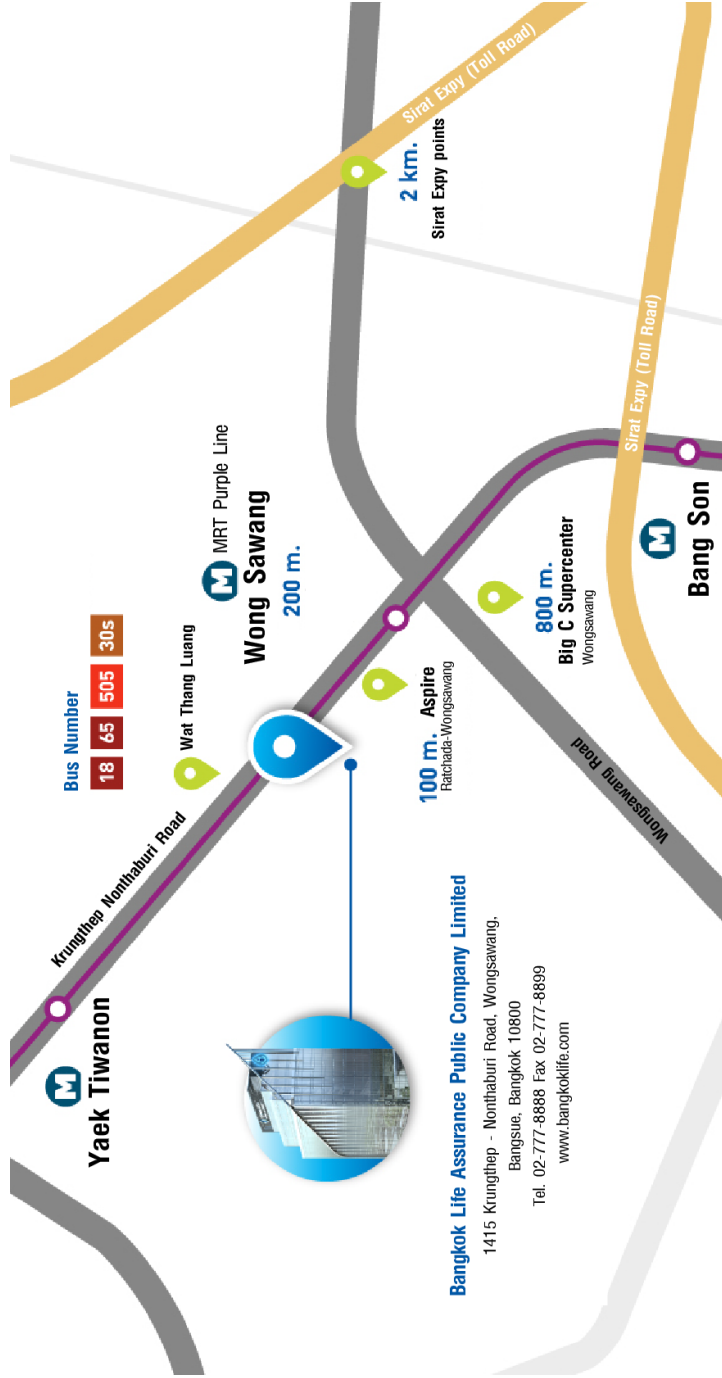 Yaek Tiwanon
Krungthep Nonthaburi Road
Bus Number
18 65 505 30s
Wat Thang Luang
M MRT Purple Line
Wong Sawang
200 m.
100 m. Aspire
Ratchada-Wongsawang
800 m.
Big C Supercenter
Wongsawang
Wongsawang Road
2 km.
Sirat Expy points
Sirat Expy (Toll Road)
Sirat Expy (Toll Road)
M
Bang Son
M
Bangkok Life Assurance Public Company Limited
1415 Krungthep - Nonthaburi Road, Wongsawang,
Bangsue, Bangkok 10800
Tel. 02-777-8888 Fax 02-777-8899
www.bangkoklife.com